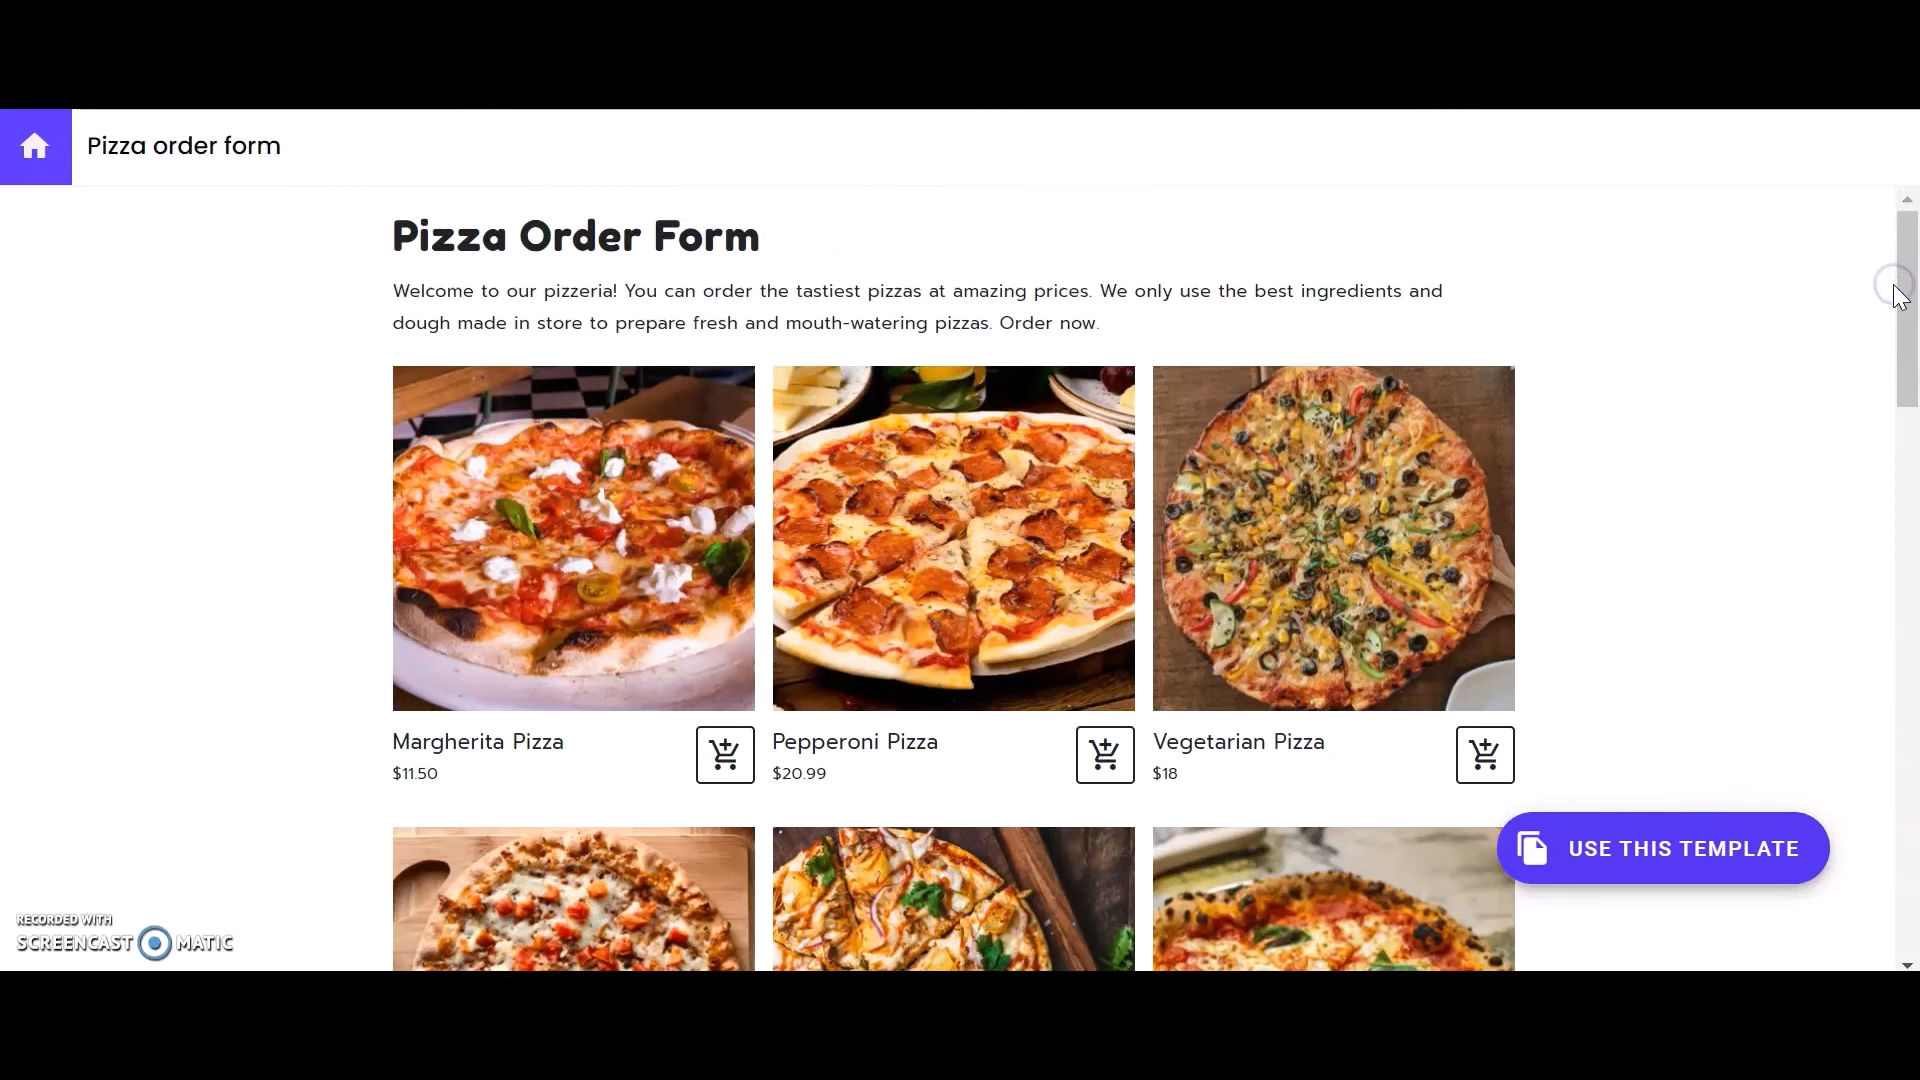 Pizza order form
Pizza Order Form
Welcome to our pizzeria! You can order the tastiest pizzas at amazing prices. We only use the best ingredients and
dough made in store to prepare fresh and mouth-watering pizzas. Order now.
Margherita Pizza
$11.50
Pepperoni Pizza
$20.99
Vegetarian Pizza
$18
USE THIS TEMPLATE
RECORDED WITH
SCREENCAST MATIC